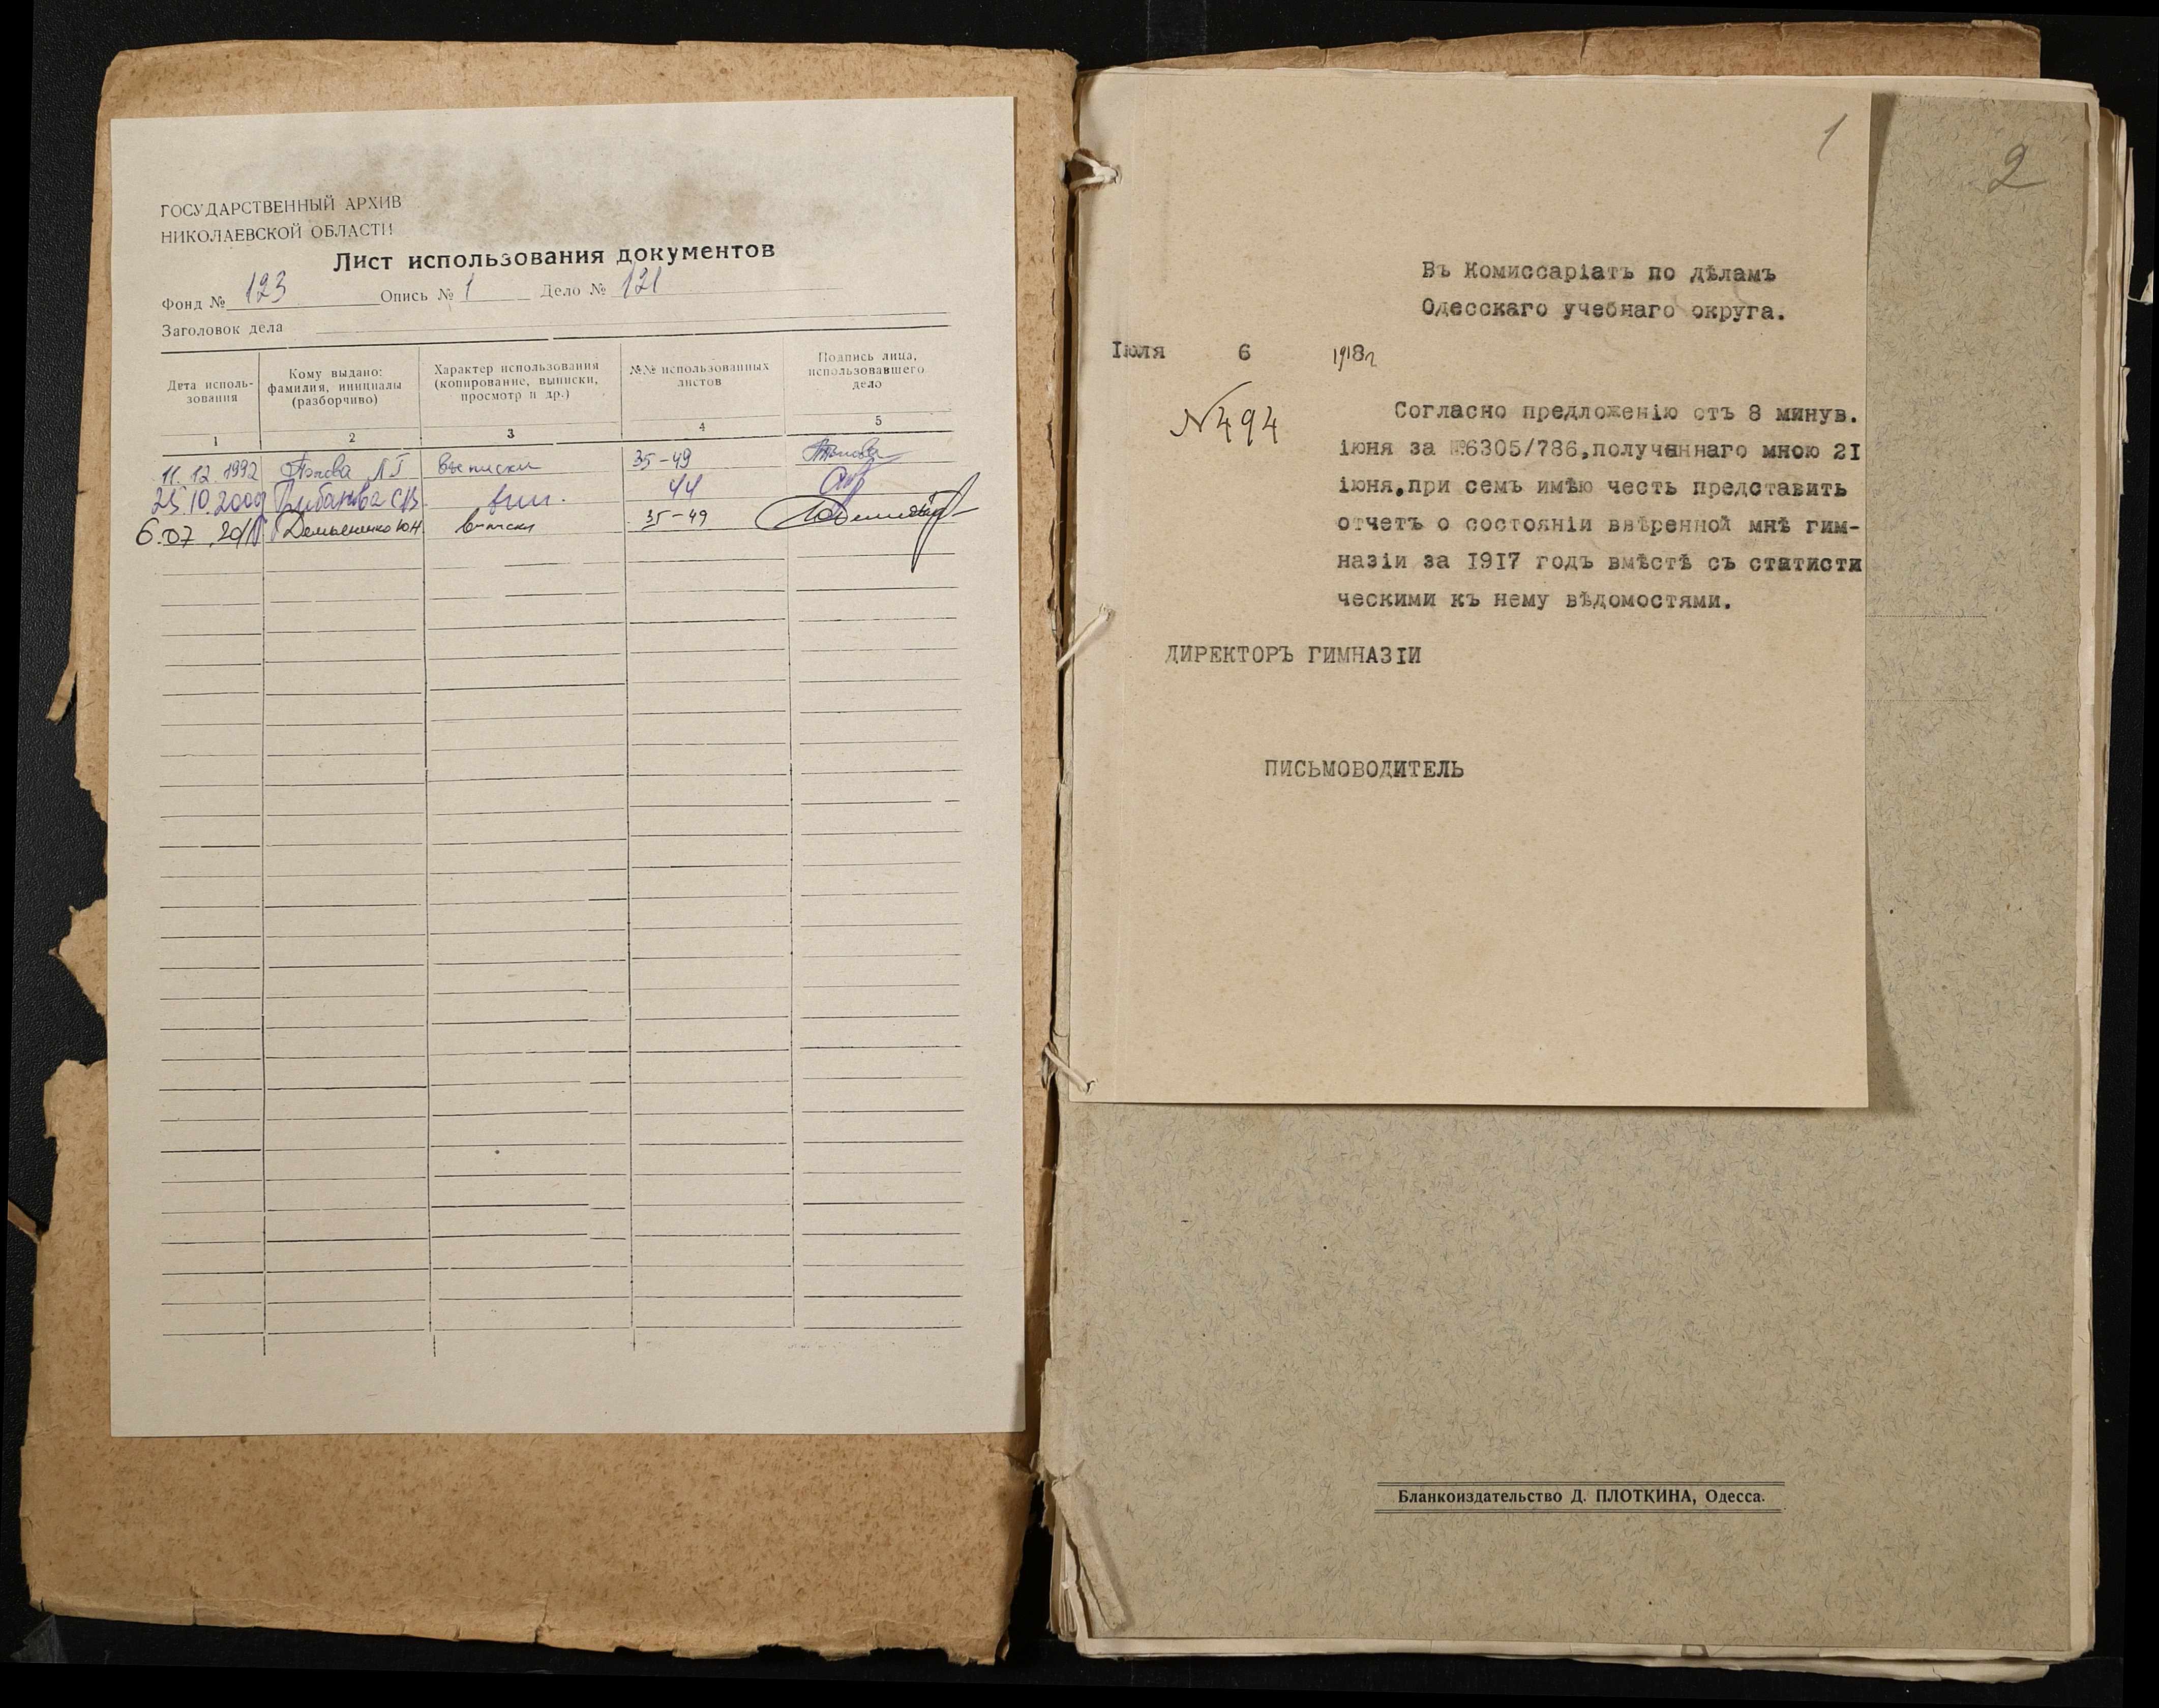 ГОСУДАРСТВЕННЫЙ АРХИВ
НИКОЛАЕВСКОЙ ОБЛАСТИ
Лист использования документов
Фонд № 123 Опись № 1 Дело № 121
Заголовок дела
Дета исполь-
зования
Кому выдано:
фамилия, инициалы
(разборчиво)
Характер использования
(копирование, выписки,
просмотр и др.)
№№ использованных
листов
Подпись лица,
использовавшего
дело
1 2 3 4 5
11.12.1992 Выписки 35-49
25.10.2009 44
6.07 Демьяненко ЮН 35-49
1
2
Въ Комиссаріатъ по дѣламъ
Одесскаго учебнаго округа.
Іюля 6 1918г
№494
Согласно предложенію отъ 8 минув.
іюня за №6305/786,полученнаго мною 2I
іюня,при семъ имѣю честь представить
отчетъ о состояніи ввѣренной мнѣ гим-
назіи за I9I7 годъ вмѣстѣ съ статисти
ческими къ нему вѣдомостями.
ДИРЕКТОРЪ ГИМНАЗІИ
ПИСЬМОВОДИТЕЛЬ
Бланкоиздательство Д. ПЛОТКИНА, Одесса.